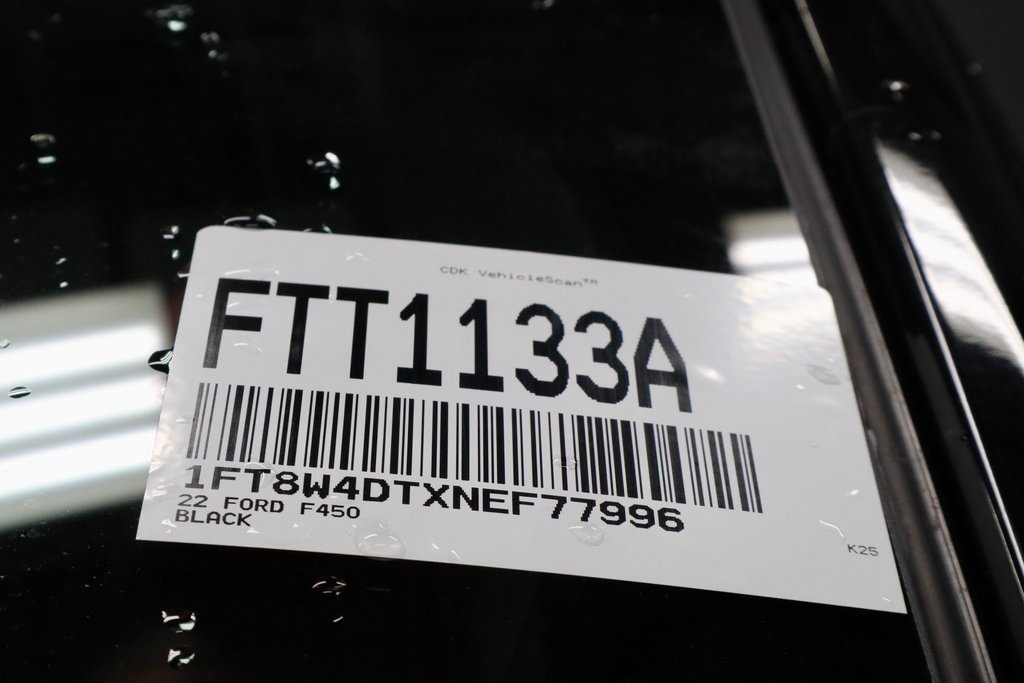 CDK VehicleScan™
FTT1133A
1FT8W4DTXNEF77996
22 FORD F450
BLACK
K25